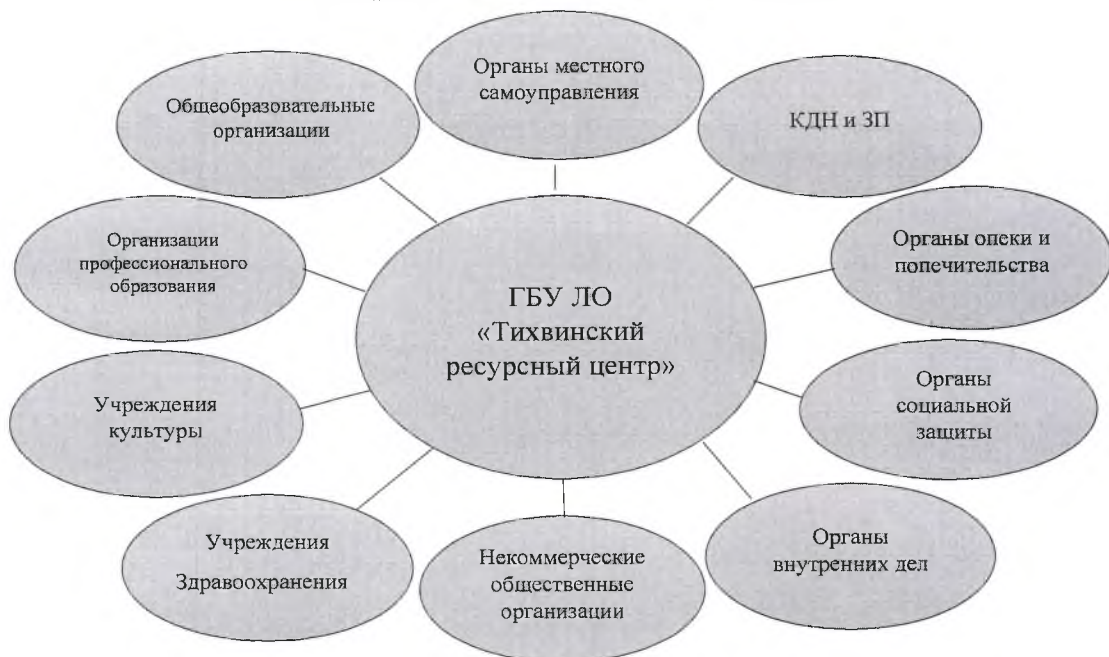 Органы местного
самоуправления
КДН и ЗП
Органы опеки и
попечительства
Органы
социальной
защиты
Органы
внутренних дел
Некоммерческие
общественные
организации
Учреждения
Здравоохранения
Учреждения
культуры
Организации
профессионального
образования
Общеобразовательные
организации
ГБУ ЛО
«Тихвинский
ресурсный центр»